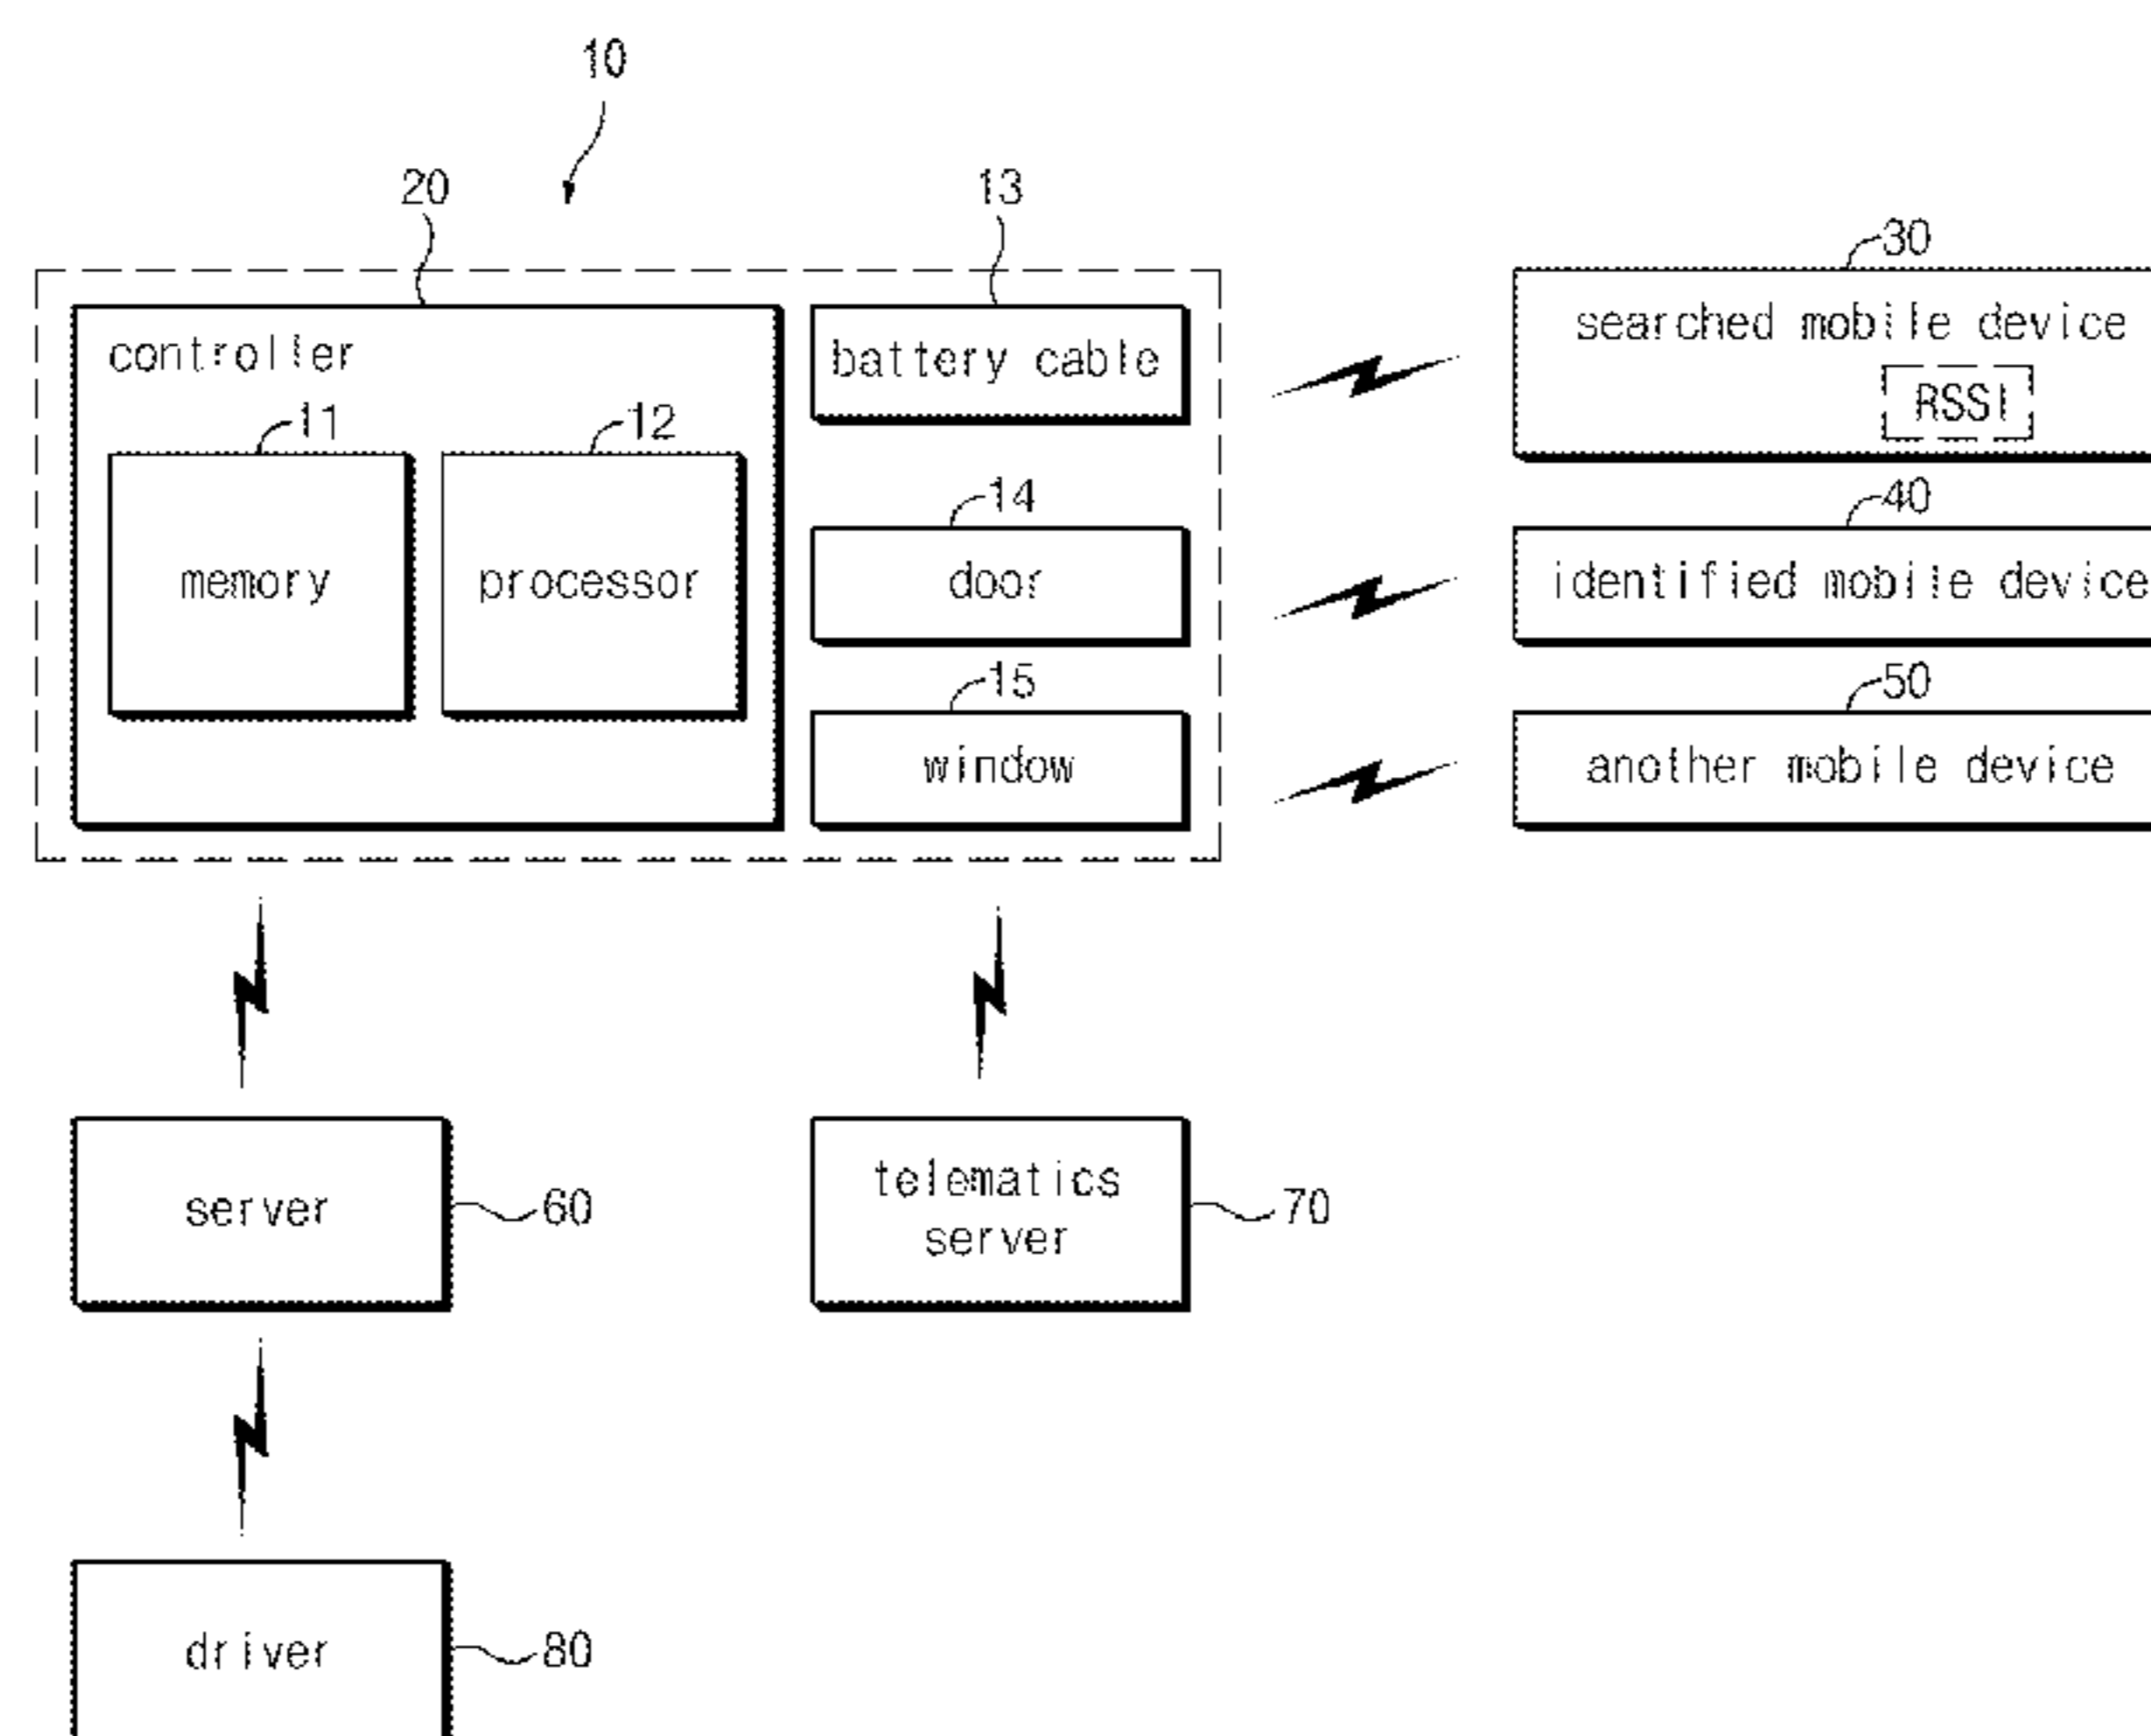 10
20
13
30
controller
battery cable
searched mobile device
RSSI
11
12
14
40
memory
processor
door
identified mobile device
15
50
window
another mobile device
server
60
telematics
server
70
driver
80